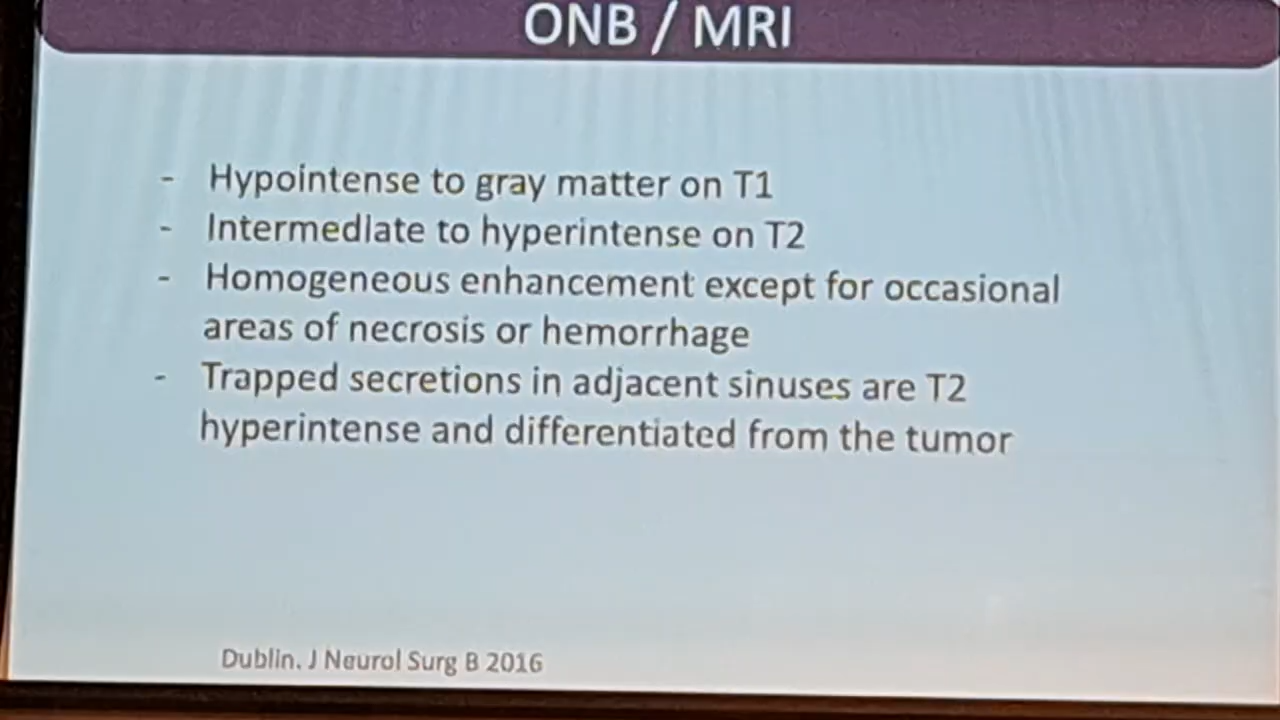 ONB / MRI
- Hypointense to gray matter on T1
- Intermediate to hyperintense on T2
- Homogeneous enhancement except for occasional
areas of necrosis or hemorrhage
- Trapped secretions in adjacent sinuses are T2
hyperintense and differentiated from the tumor
Dublin. J Neurol Surg B 2016